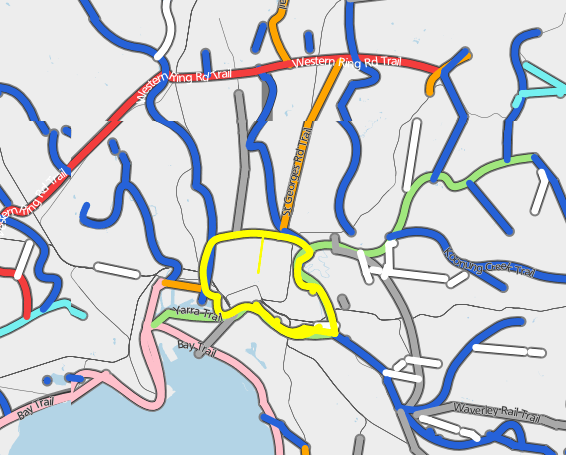 el
Western Ring Rd Trail
Western Ring Rd Trail
St Georges Rd Trail
Western Ring Rd Trail
Koonung Creek Trail
Yarra Trail
Bay Trail
Bay Trail
Waverley Rail Trail